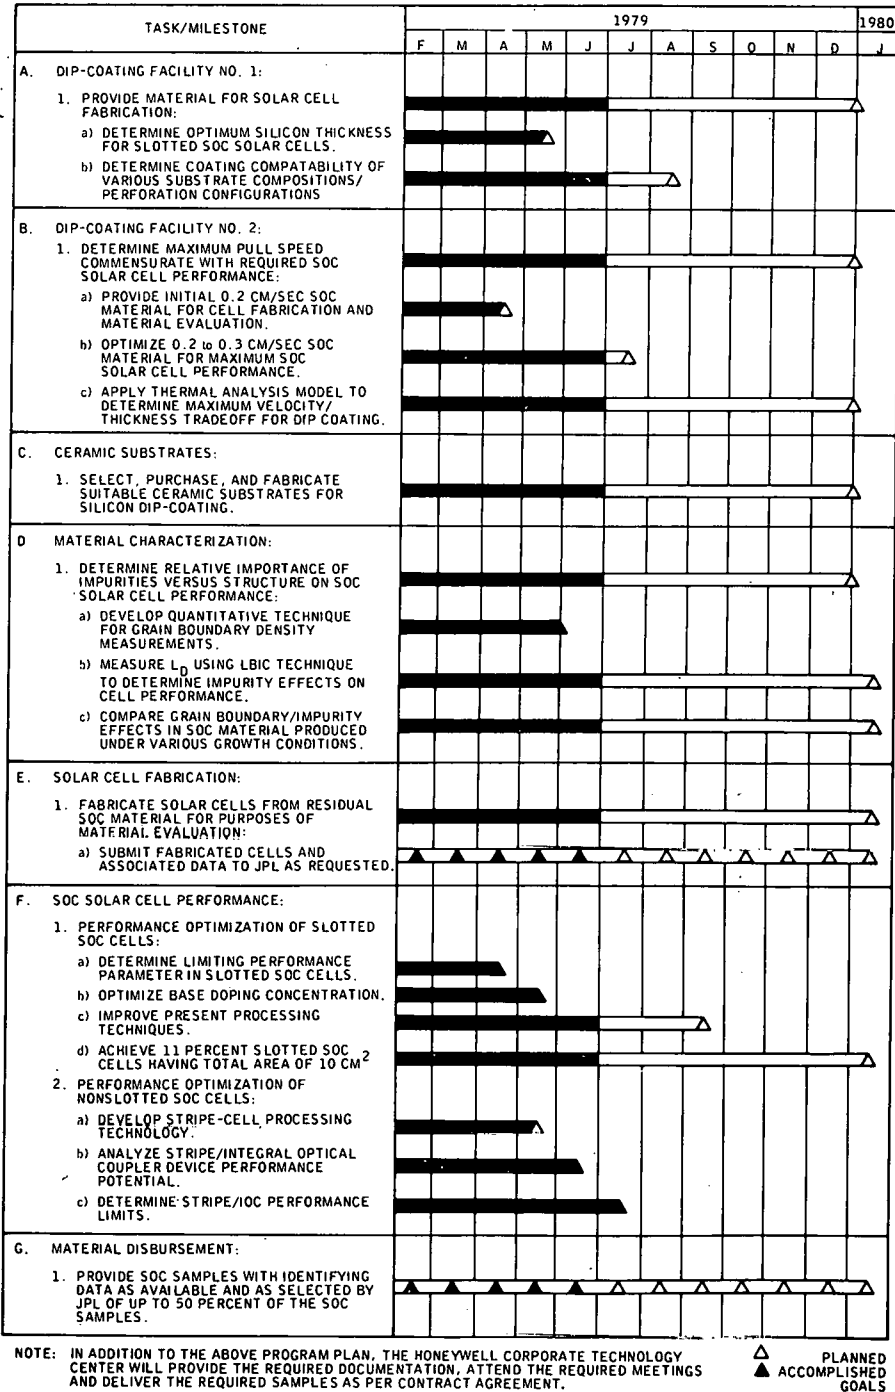 TASK/MILESTONE
1979
1980
F M A M J J A S O N D J
A. DIP-COATING FACILITY NO. 1:
1. PROVIDE MATERIAL FOR SOLAR CELL
FABRICATION:
a) DETERMINE OPTIMUM SILICON THICKNESS
FOR SLOTTED SOC SOLAR CELLS.
b) DETERMINE COATING COMPATABILITY OF
VARIOUS SUBSTRATE COMPOSITIONS/
PERFORATION CONFIGURATIONS
B. DIP-COATING FACILITY NO. 2:
1. DETERMINE MAXIMUM PULL SPEED
COMMENSURATE WITH REQUIRED SOC
SOLAR CELL PERFORMANCE:
a) PROVIDE INITIAL 0.2 CM/SEC SOC
MATERIAL FOR CELL FABRICATION AND
MATERIAL EVALUATION.
b) OPTIMIZE 0.2 to 0.3 CM/SEC SOC
MATERIAL FOR MAXIMUM SOC
SOLAR CELL PERFORMANCE.
c) APPLY THERMAL ANALYSIS MODEL TO
DETERMINE MAXIMUM VELOCITY/
THICKNESS TRADEOFF FOR DIP COATING.
C. CERAMIC SUBSTRATES:
1. SELECT, PURCHASE, AND FABRICATE
SUITABLE CERAMIC SUBSTRATES FOR
SILICON DIP-COATING.
D MATERIAL CHARACTERIZATION:
1. DETERMINE RELATIVE IMPORTANCE OF
IMPURITIES VERSUS STRUCTURE ON SOC
SOLAR CELL PERFORMANCE:
a) DEVELOP QUANTITATIVE TECHNIQUE
FOR GRAIN BOUNDARY DENSITY
MEASUREMENTS.
b) MEASURE L_D USING LBIC TECHNIQUE
TO DETERMINE IMPURITY EFFECTS ON
CELL PERFORMANCE.
c) COMPARE GRAIN BOUNDARY/IMPURITY
EFFECTS IN SOC MATERIAL PRODUCED
UNDER VARIOUS GROWTH CONDITIONS.
E. SOLAR CELL FABRICATION:
1. FABRICATE SOLAR CELLS FROM RESIDUAL
SOC MATERIAL FOR PURPOSES OF
MATERIAL EVALUATION:
a) SUBMIT FABRICATED CELLS AND
ASSOCIATED DATA TO JPL AS REQUESTED.
F. SOC SOLAR CELL PERFORMANCE:
1. PERFORMANCE OPTIMIZATION OF SLOTTED
SOC CELLS:
a) DETERMINE LIMITING PERFORMANCE
PARAMETER IN SLOTTED SOC CELLS.
b) OPTIMIZE BASE DOPING CONCENTRATION.
c) IMPROVE PRESENT PROCESSING
TECHNIQUES.
d) ACHIEVE 11 PERCENT SLOTTED SOC
CELLS HAVING TOTAL AREA OF 10 CM²
2. PERFORMANCE OPTIMIZATION OF
NONSLOTTED SOC CELLS:
a) DEVELOP STRIPE-CELL PROCESSING
TECHNOLOGY.
b) ANALYZE STRIPE/INTEGRAL OPTICAL
COUPLER DEVICE PERFORMANCE
POTENTIAL.
c) DETERMINE STRIPE/IOC PERFORMANCE
LIMITS.
G. MATERIAL DISBURSEMENT:
1. PROVIDE SOC SAMPLES WITH IDENTIFYING
DATA AS AVAILABLE AND AS SELECTED BY
JPL OF UP TO 50 PERCENT OF THE SOC
SAMPLES.
NOTE: IN ADDITION TO THE ABOVE PROGRAM PLAN, THE HONEYWELL CORPORATE TECHNOLOGY
CENTER WILL PROVIDE THE REQUIRED DOCUMENTATION, ATTEND THE REQUIRED MEETINGS
AND DELIVER THE REQUIRED SAMPLES AS PER CONTRACT AGREEMENT.
△ PLANNED
▲ ACCOMPLISHED
GOALS